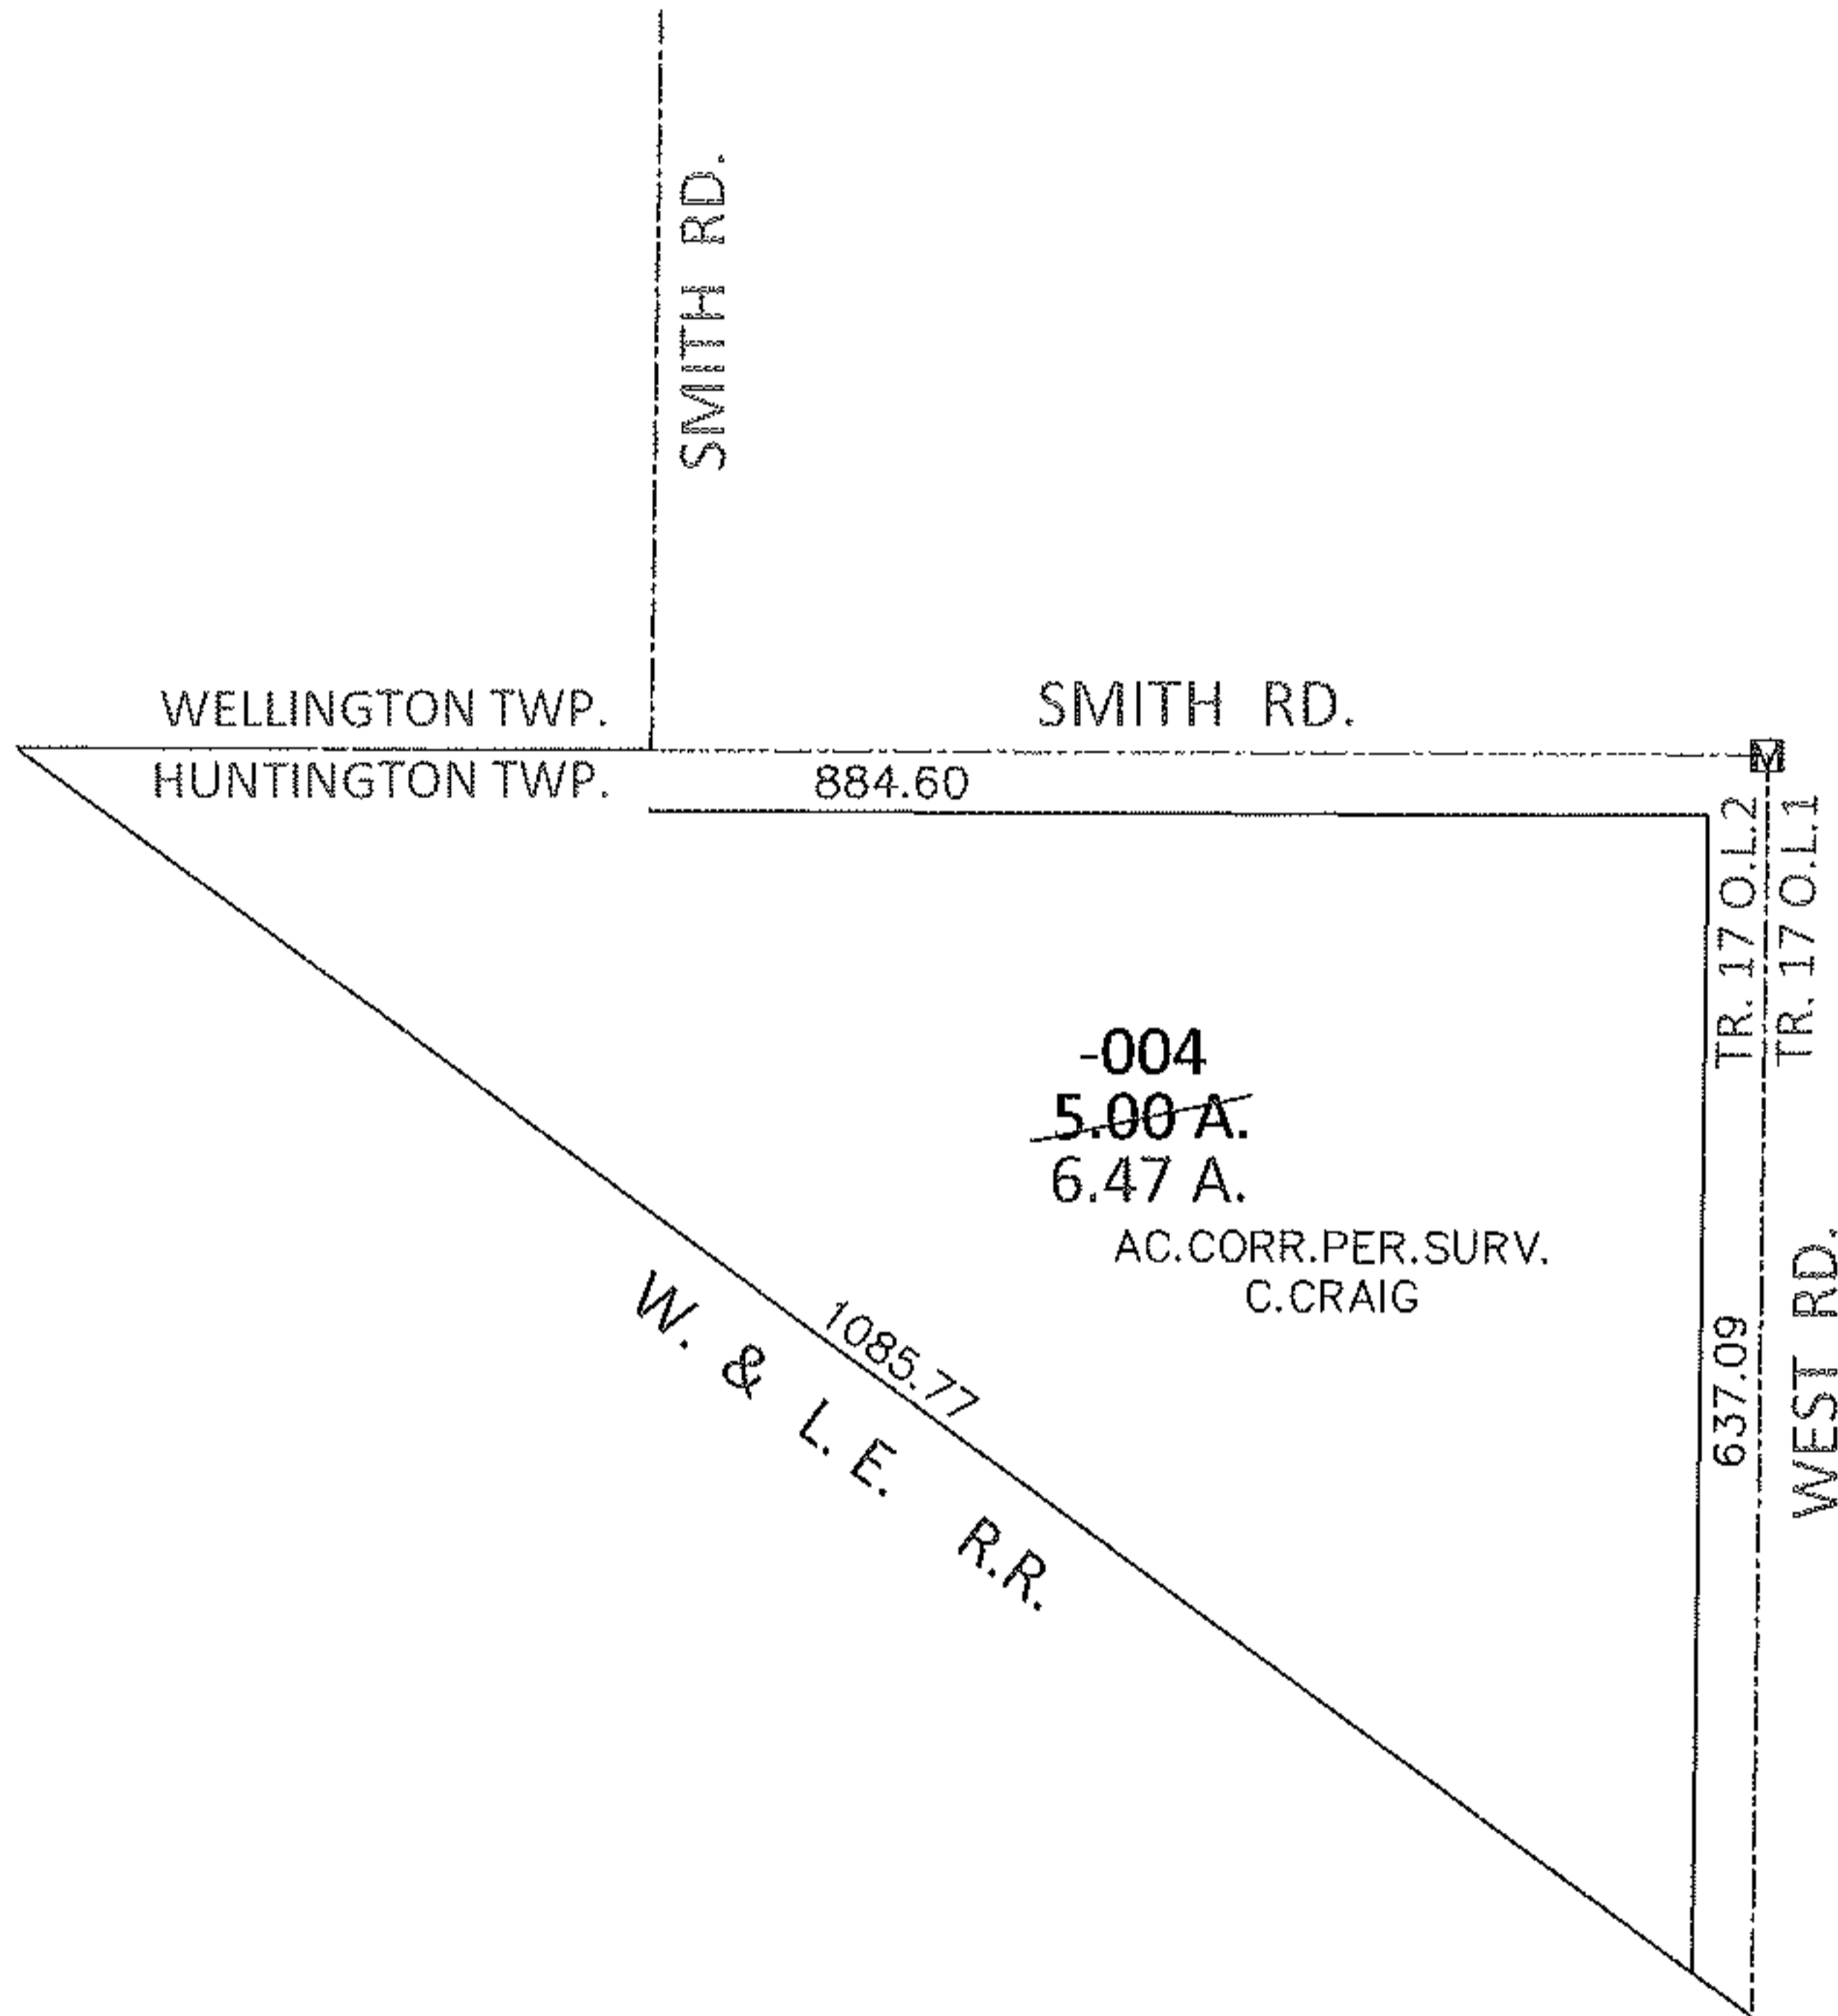 SMITH RD.
WELLINGTON TWP.
SMITH RD.
HUNTINGTON TWP.
884.60
M
TR. 17 O.L.2
TR. 17 O.L.1
-004
5.00 A.
6.47 A.
AC.CORR.PER.SURV.
C.CRAIG
637.09
WEST RD.
1085.77
W. & L. E. R.R.